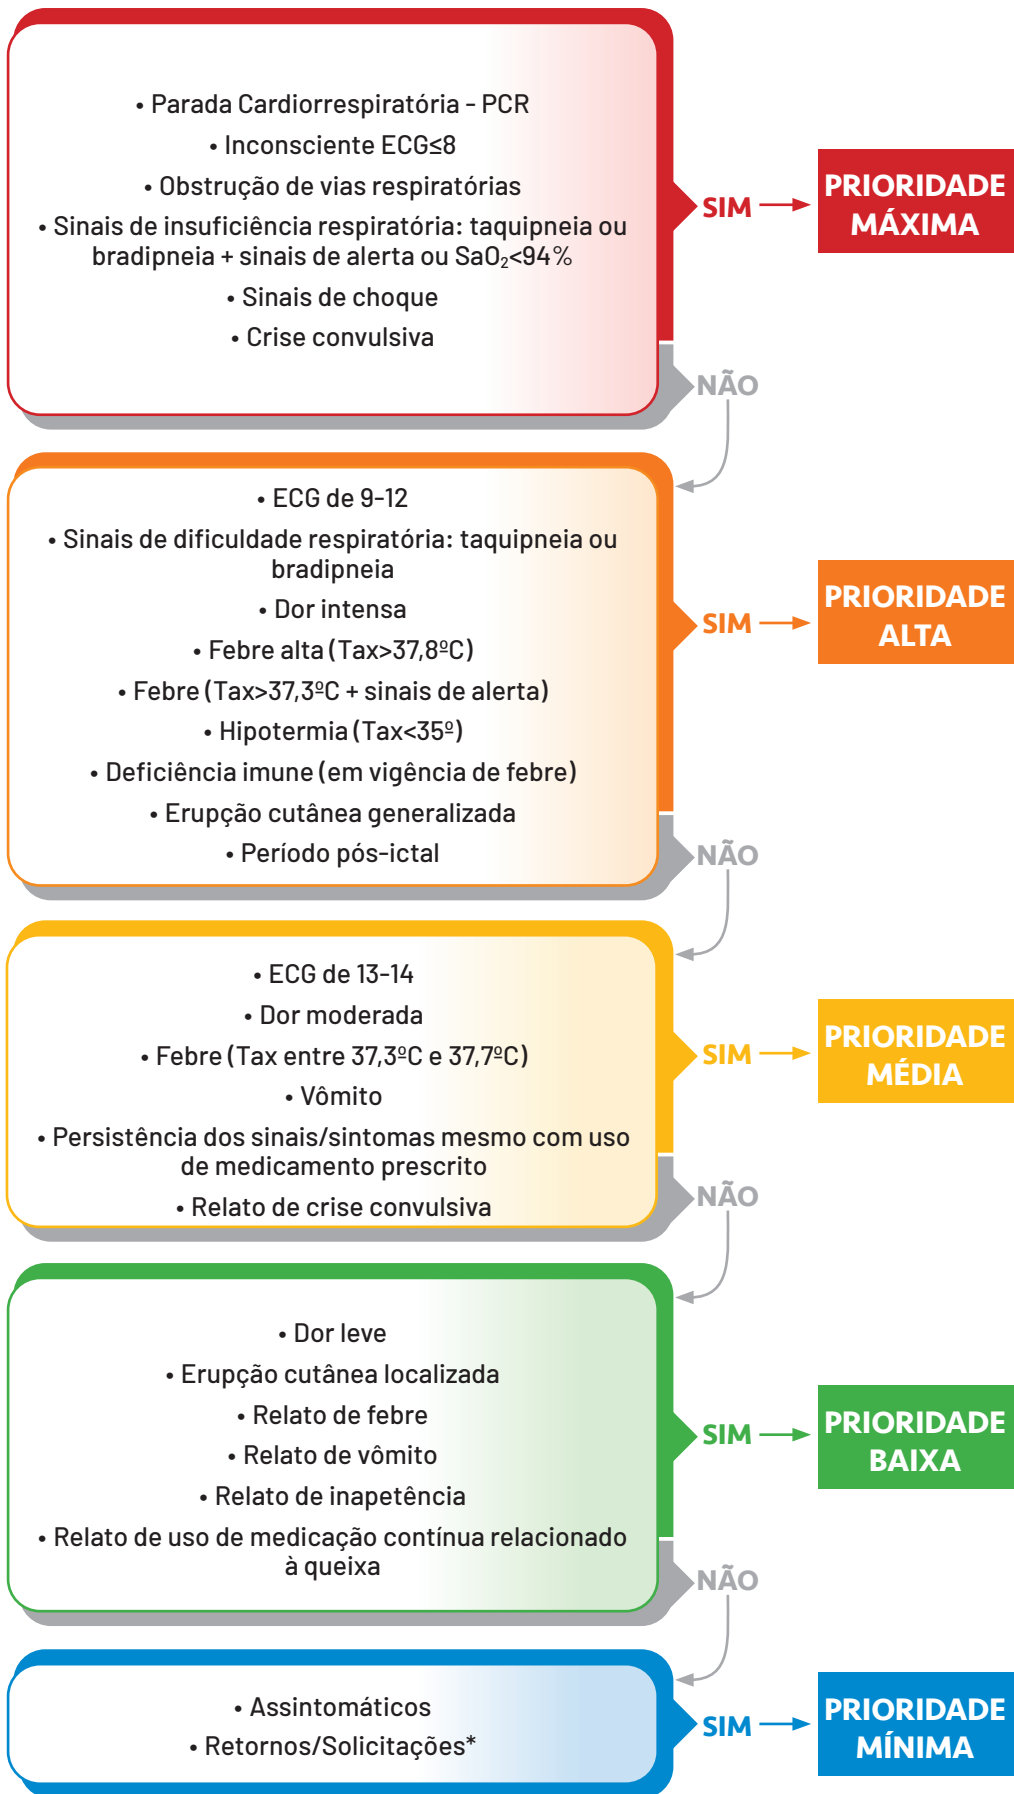 • Parada Cardiorrespiratória - PCR
• Inconsciente ECG≤8
• Obstrução de vias respiratórias
• Sinais de insuficiência respiratória: taquipneia ou
bradipneia + sinais de alerta ou SaO₂<94%
• Sinais de choque
• Crise convulsiva
SIM
PRIORIDADE
MÁXIMA
NÃO
• ECG de 9-12
• Sinais de dificuldade respiratória: taquipneia ou
bradipneia
• Dor intensa
• Febre alta (Tax>37,8ºC)
• Febre (Tax>37,3ºC + sinais de alerta)
• Hipotermia (Tax<35º)
• Deficiência imune (em vigência de febre)
• Erupção cutânea generalizada
• Período pós-ictal
SIM
PRIORIDADE
ALTA
NÃO
• ECG de 13-14
• Dor moderada
• Febre (Tax entre 37,3ºC e 37,7ºC)
• Vômito
• Persistência dos sinais/sintomas mesmo com uso
de medicamento prescrito
• Relato de crise convulsiva
SIM
PRIORIDADE
MÉDIA
NÃO
• Dor leve
• Erupção cutânea localizada
• Relato de febre
• Relato de vômito
• Relato de inapetência
• Relato de uso de medicação contínua relacionado
à queixa
SIM
PRIORIDADE
BAIXA
NÃO
• Assintomáticos
• Retornos/Solicitações*
SIM
PRIORIDADE
MÍNIMA